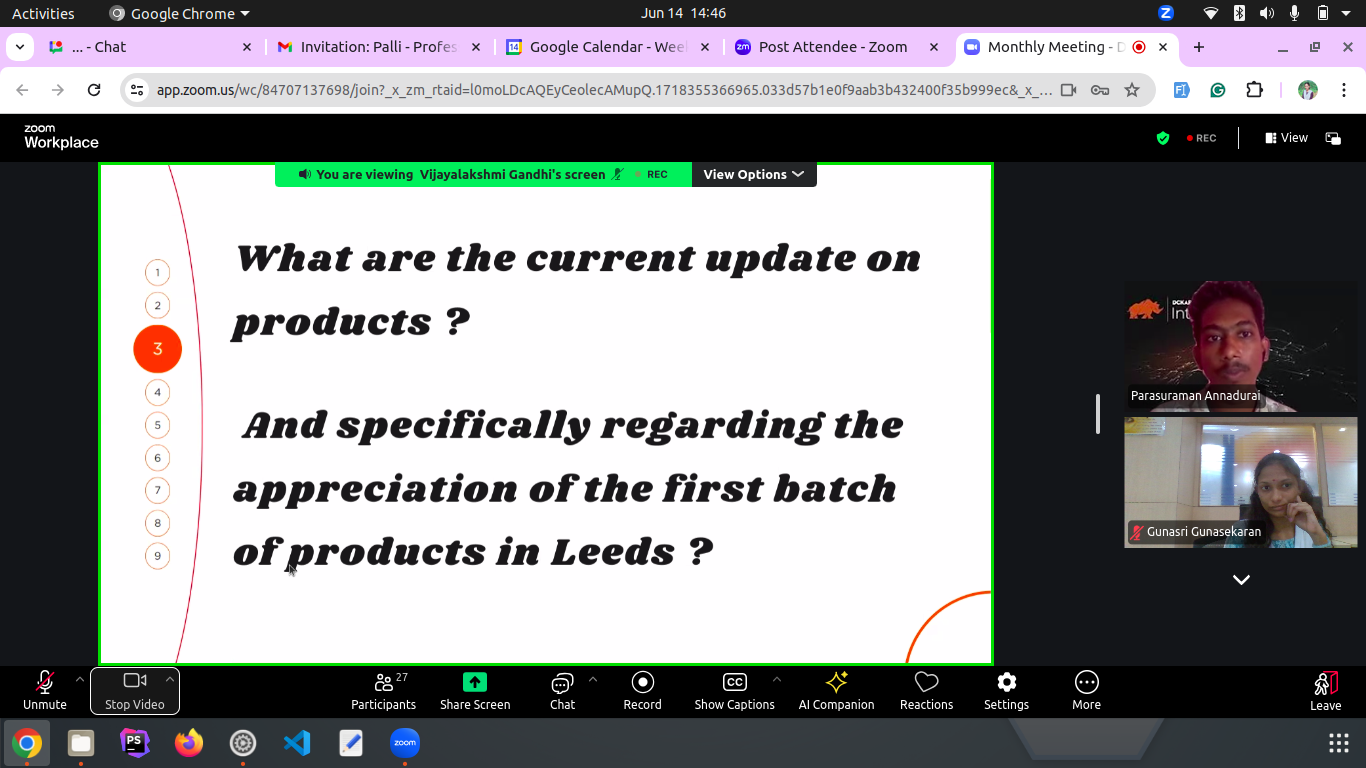 Activities
Google Chrome
Jun 14 14:46
... - Chat
Invitation: Palli - Profes
Google Calendar - Wee
Post Attendee - Zoom
Monthly Meeting - D
app.zoom.us/wc/84707137698/join?_x_zm_rtaid=l0moLDcAQEyCeolecAMupQ.1718355366965.033d57b1e0f9aab3b432400f35b999ec&_x_...
zoom
Workplace
REC
View
You are viewing Vijayalakshmi Gandhi's screen
REC
View Options
What are the current update on
products ?
And specifically regarding the
appreciation of the first batch
of products in Leeds ?
1
2
3
4
5
6
7
8
9
Int
Parasuraman Annadurai
Gunasri Gunasekaran
Unmute
Stop Video
Participants
27
Share Screen
Chat
Record
CC
Show Captions
AI Companion
Reactions
Settings
More
Leave
PS
zoom